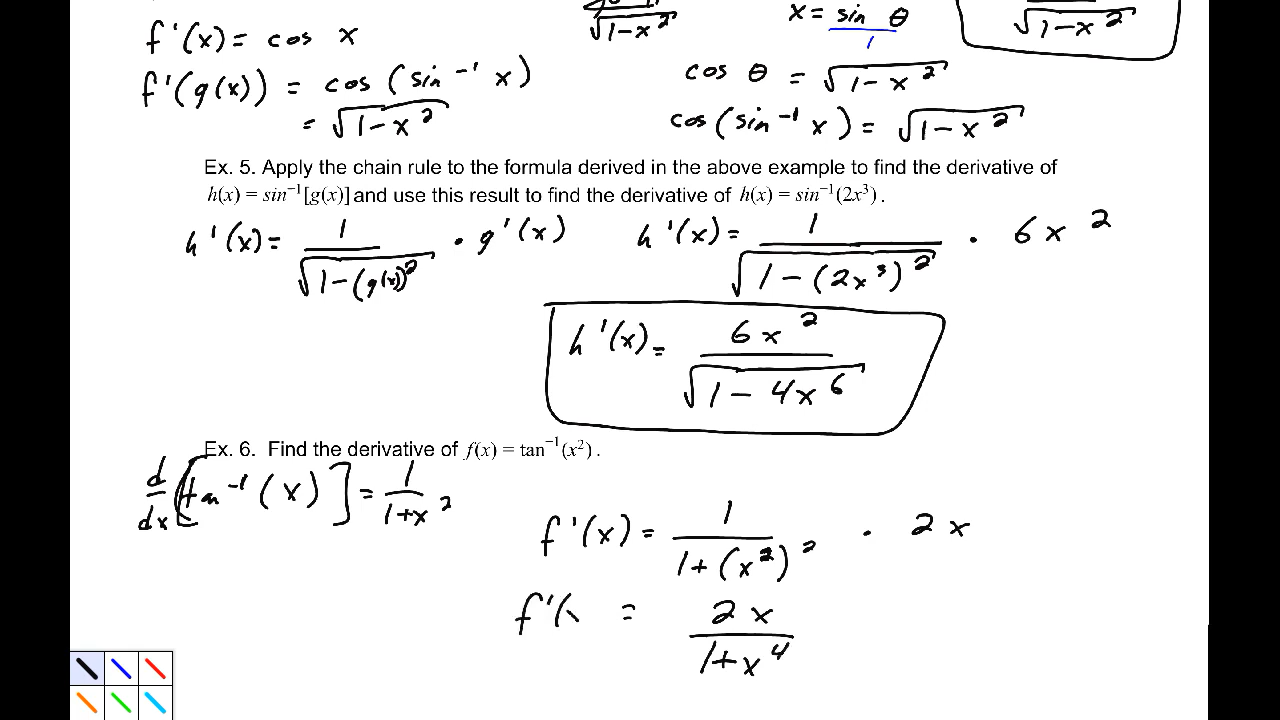 f'(x) = cos x
f'(g(x)) = cos(sin⁻¹ x)
= √(1-x²)
√(1-x²)
x = sin θ / 1
cos θ = √(1-x²)
cos(sin⁻¹ x) = √(1-x²)
√(1-x²)
Ex. 5. Apply the chain rule to the formula derived in the above example to find the derivative of
h(x) = sin⁻¹[g(x)] and use this result to find the derivative of h(x) = sin⁻¹(2x³).
h'(x) = 1/√(1-(g(x))²) · g'(x)
h'(x) = 1/√(1-(2x³)²) · 6x²
h'(x) = 6x²/√(1-4x⁶)
Ex. 6. Find the derivative of f(x) = tan⁻¹(x²).
d/dx [tan⁻¹(x)] = 1/(1+x²)
f'(x) = 1/(1+(x²)²) · 2x
f'( = 2x/(1+x⁴)